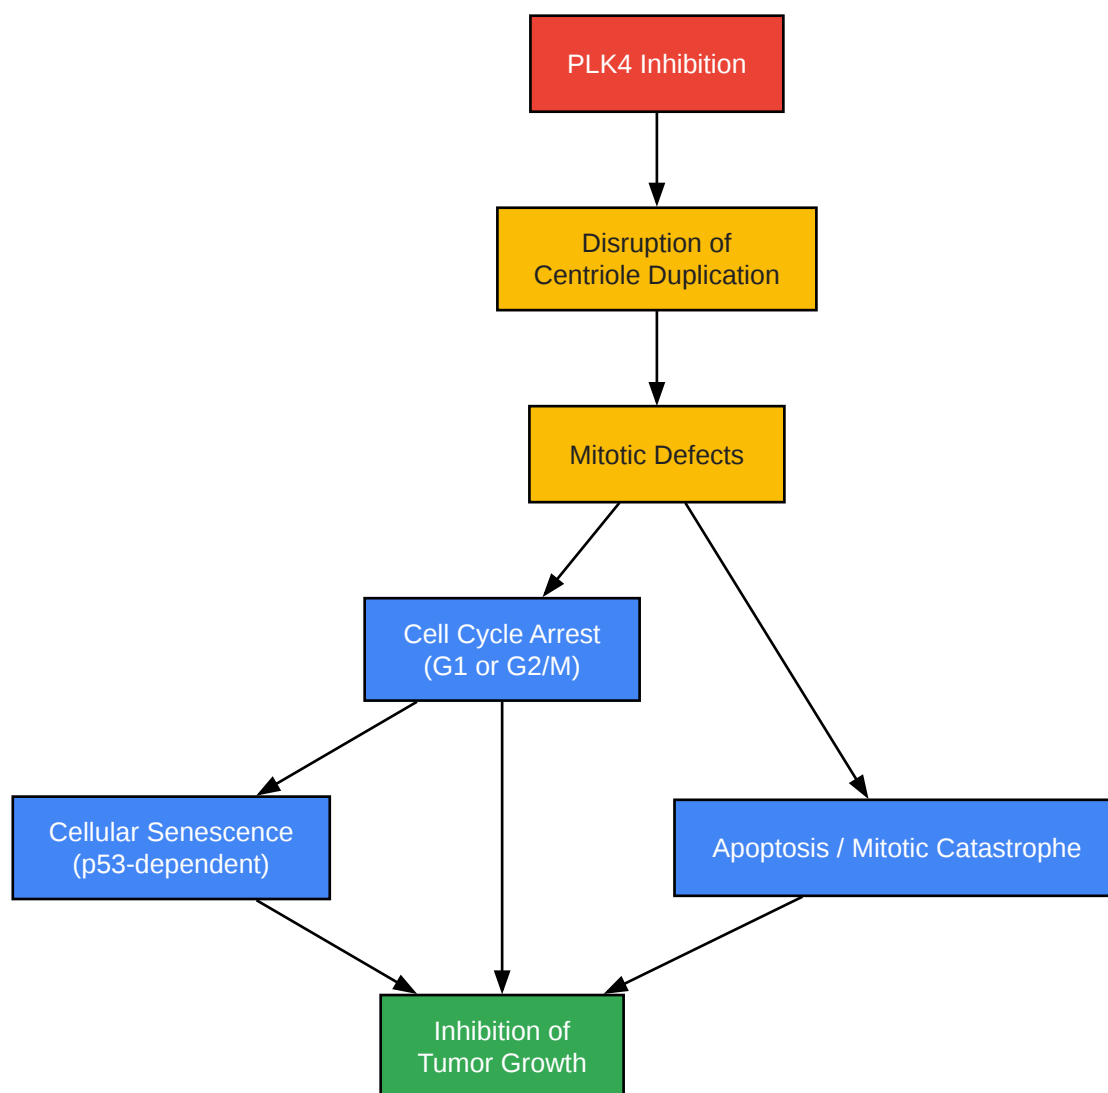 PLK4 Inhibition
Disruption of
Centriole Duplication
Mitotic Defects
Cell Cycle Arrest
(G1 or G2/M)
Cellular Senescence
(p53-dependent)
Apoptosis / Mitotic Catastrophe
Inhibition of
Tumor Growth